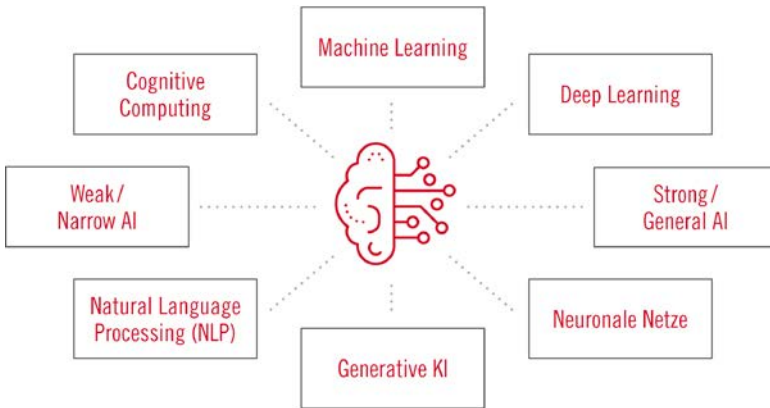 Machine Learning
Cognitive
Computing
Deep Learning
Weak /
Narrow AI
Strong /
General AI
Natural Language
Processing (NLP)
Neuronale Netze
Generative KI